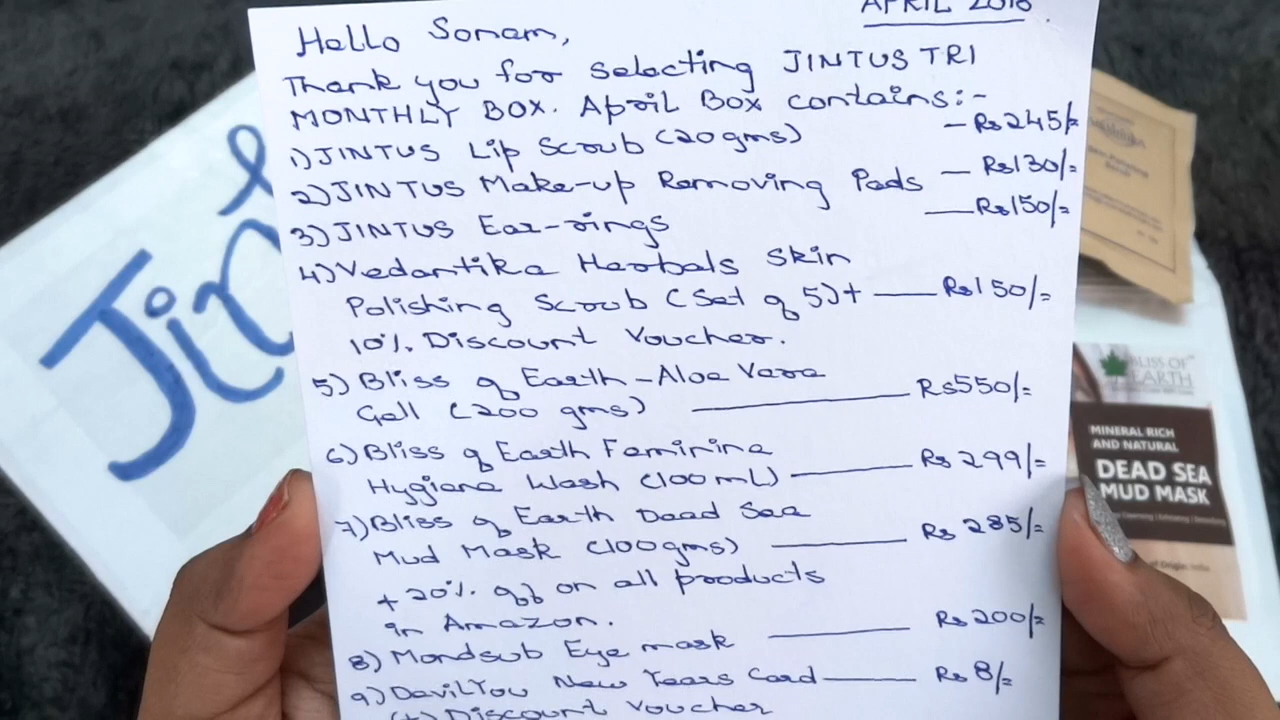 APRIL 2018
Hello Sonam,
Thank you for selecting JINTUS TRI
MONTHLY BOX. April Box contains:-
1) JINTUS Lip Scrub (20gms) - Rs245/=
2) JINTUS Make-up Removing Pads - Rs130/=
3) JINTUS Ear-rings - Rs150/=
4) Vedantika Herbals Skin
Polishing Scrub (Set of 5) + - Rs150/=
10% Discount Voucher.
5) Bliss of Earth - Aloe Vera
Gell (200 gms) - Rs550/=
6) Bliss of Earth Feminine
Hygiene Wash (100mL) - Rs 299/=
7) Bliss of Earth Dead Sea
Mud Mask (100gms) - Rs 285/=
+ 20% off on all products
in Amazon.
8) Mondsub Eye mask - Rs 200/=
9) DevilYou New Years Card - Rs 8/=
(+) Discount Voucher
Jin
BLISS OF
EARTH
MINERAL RICH
AND NATURAL
DEAD SEA
MUD MASK